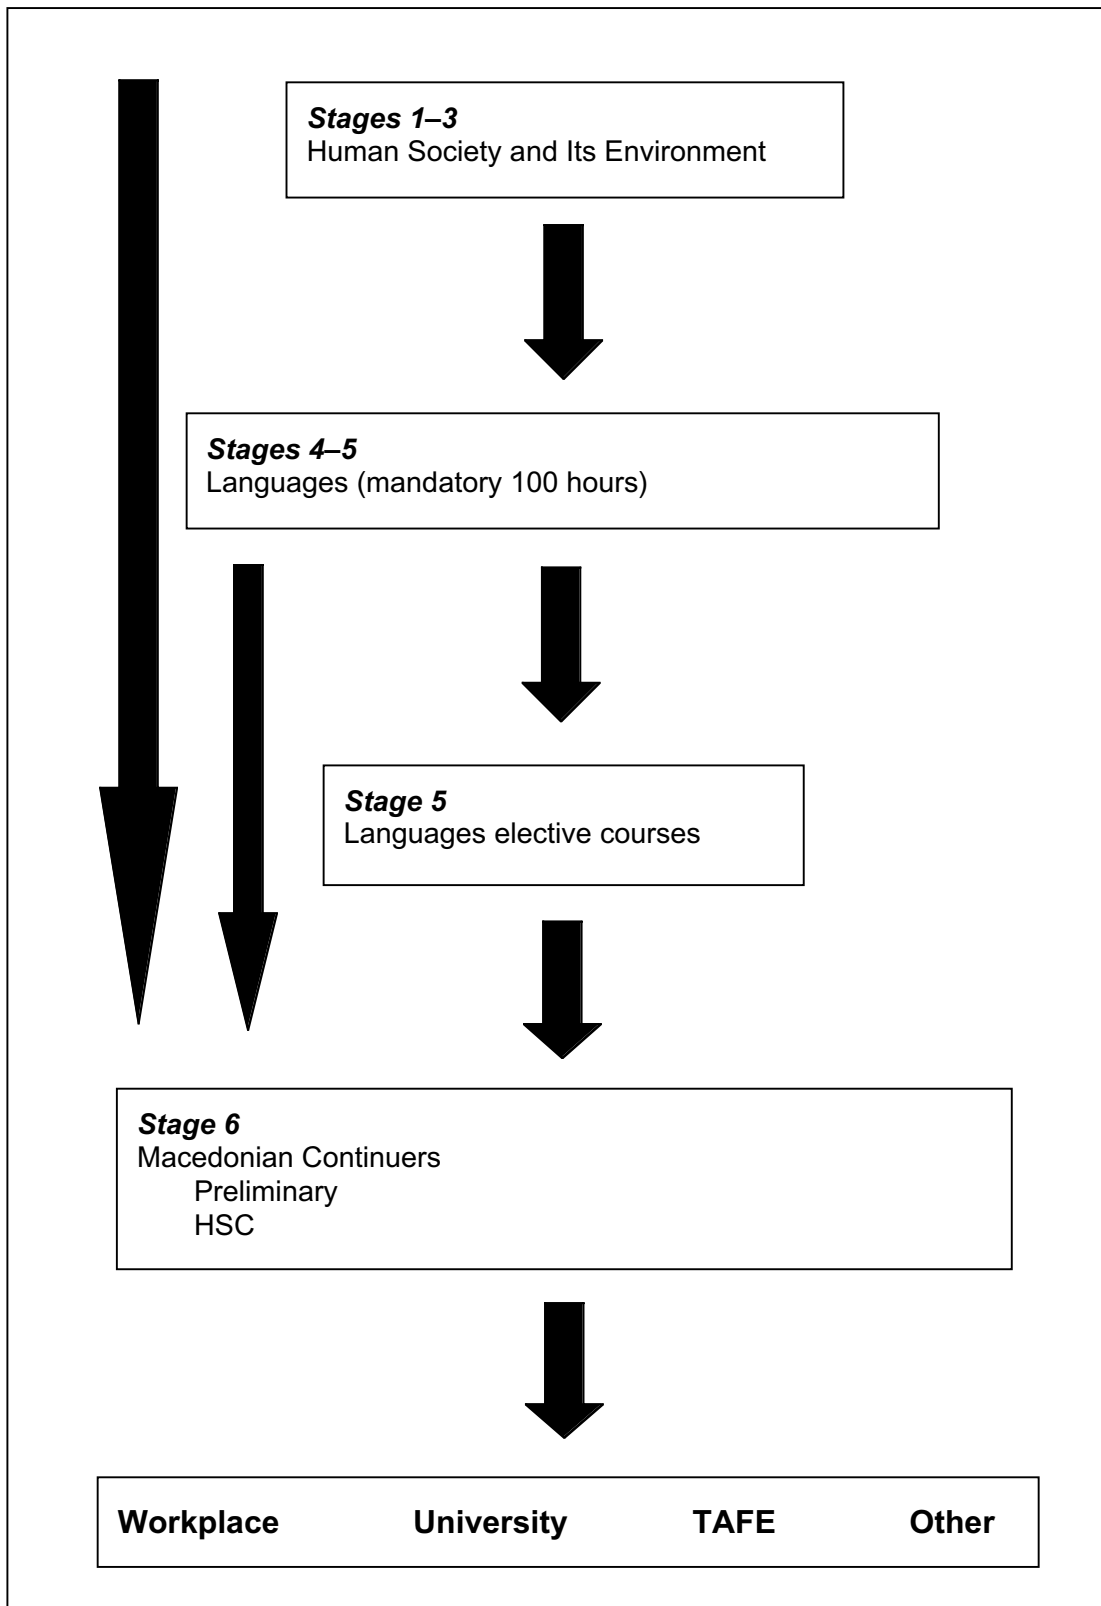 Stages 1–3
Human Society and Its Environment
Stages 4–5
Languages (mandatory 100 hours)
Stage 5
Languages elective courses
Stage 6
Macedonian Continuers
Preliminary
HSC
Workplace University TAFE Other